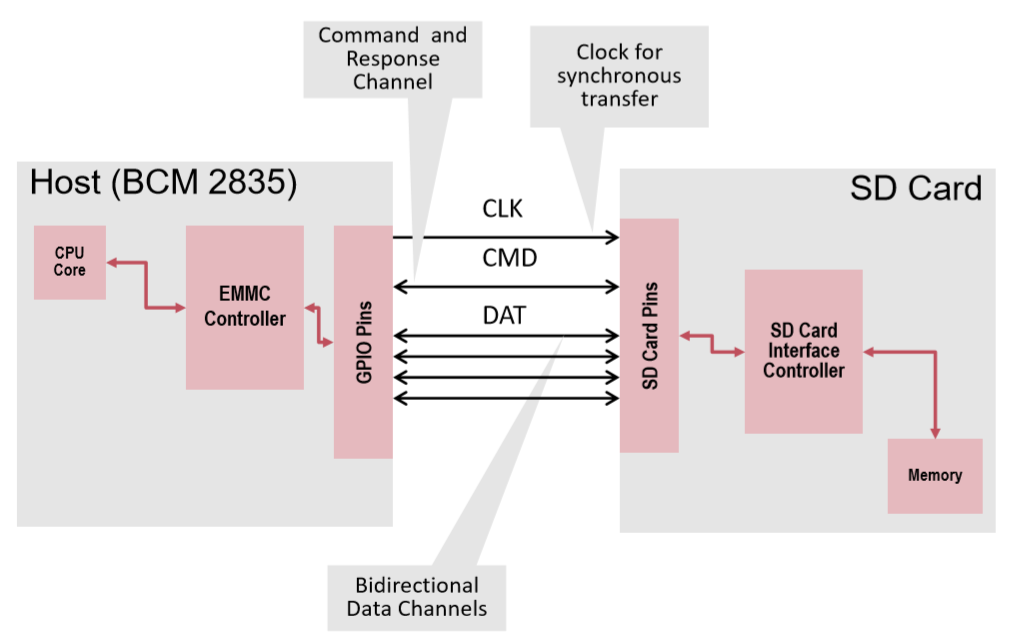 Command and
Response
Channel
Clock for
synchronous
transfer
Host (BCM 2835)
SD Card
CLK
CMD
DAT
CPU
Core
EMMC
Controller
GPIO Pins
SD Card Pins
SD Card
Interface
Controller
Memory
Bidirectional
Data Channels